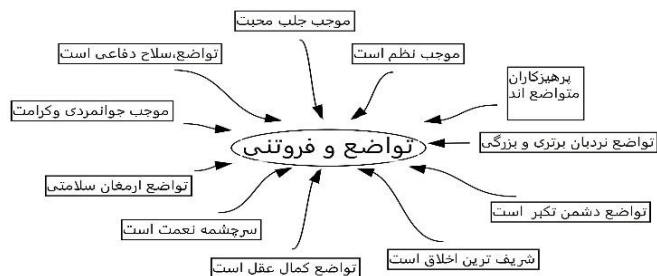 موجب جلب محبت
موجب نظم است
تواضع،سلاح دفاعی است
پرهیزکاران
متواضع اند
موجب جوانمردی وکرامت
تواضع و فروتنی
تواضع نردبان برتری و بزرگی
تواضع ارمغان سلامتی
تواضع دشمن تکبر است
سرچشمه نعمت است
شریف ترین اخلاق است
تواضع کمال عقل است